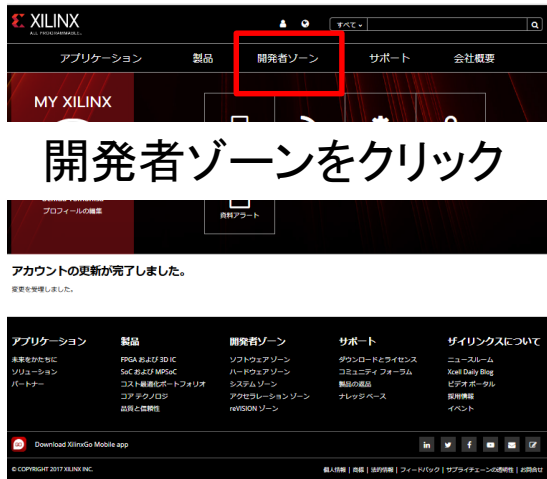 XILINX
ALL PROGRAMMABLE™
すべて
アプリケーション 製品 開発者ゾーン サポート 会社概要
MY XILINX
開発者ゾーンをクリック
プロフィールの編集
資料アラート
アカウントの更新が完了しました。
変更を受理しました。
アプリケーション 製品 開発者ゾーン サポート ザイリンクスについて
未来をかたちに FPGA および 3D IC ソフトウェア ゾーン ダウンロードとライセンス ニュースルーム
ソリューション SoC および MPSoC ハードウェア ゾーン コミュニティ フォーラム Xcell Daily Blog
パートナー コスト最適化ポートフォリオ システム ゾーン 製品の返品 ビデオ ポータル
コア テクノロジ アクセラレーション ゾーン ナレッジ ベース 採用情報
品質と信頼性 reVISION ゾーン イベント
Download XilinxGo Mobile app
© COPYRIGHT 2017 XILINX INC.
個人情報 | 商標 | 法的情報 | フィードバック | サプライチェーンの透明性 | お問合せ